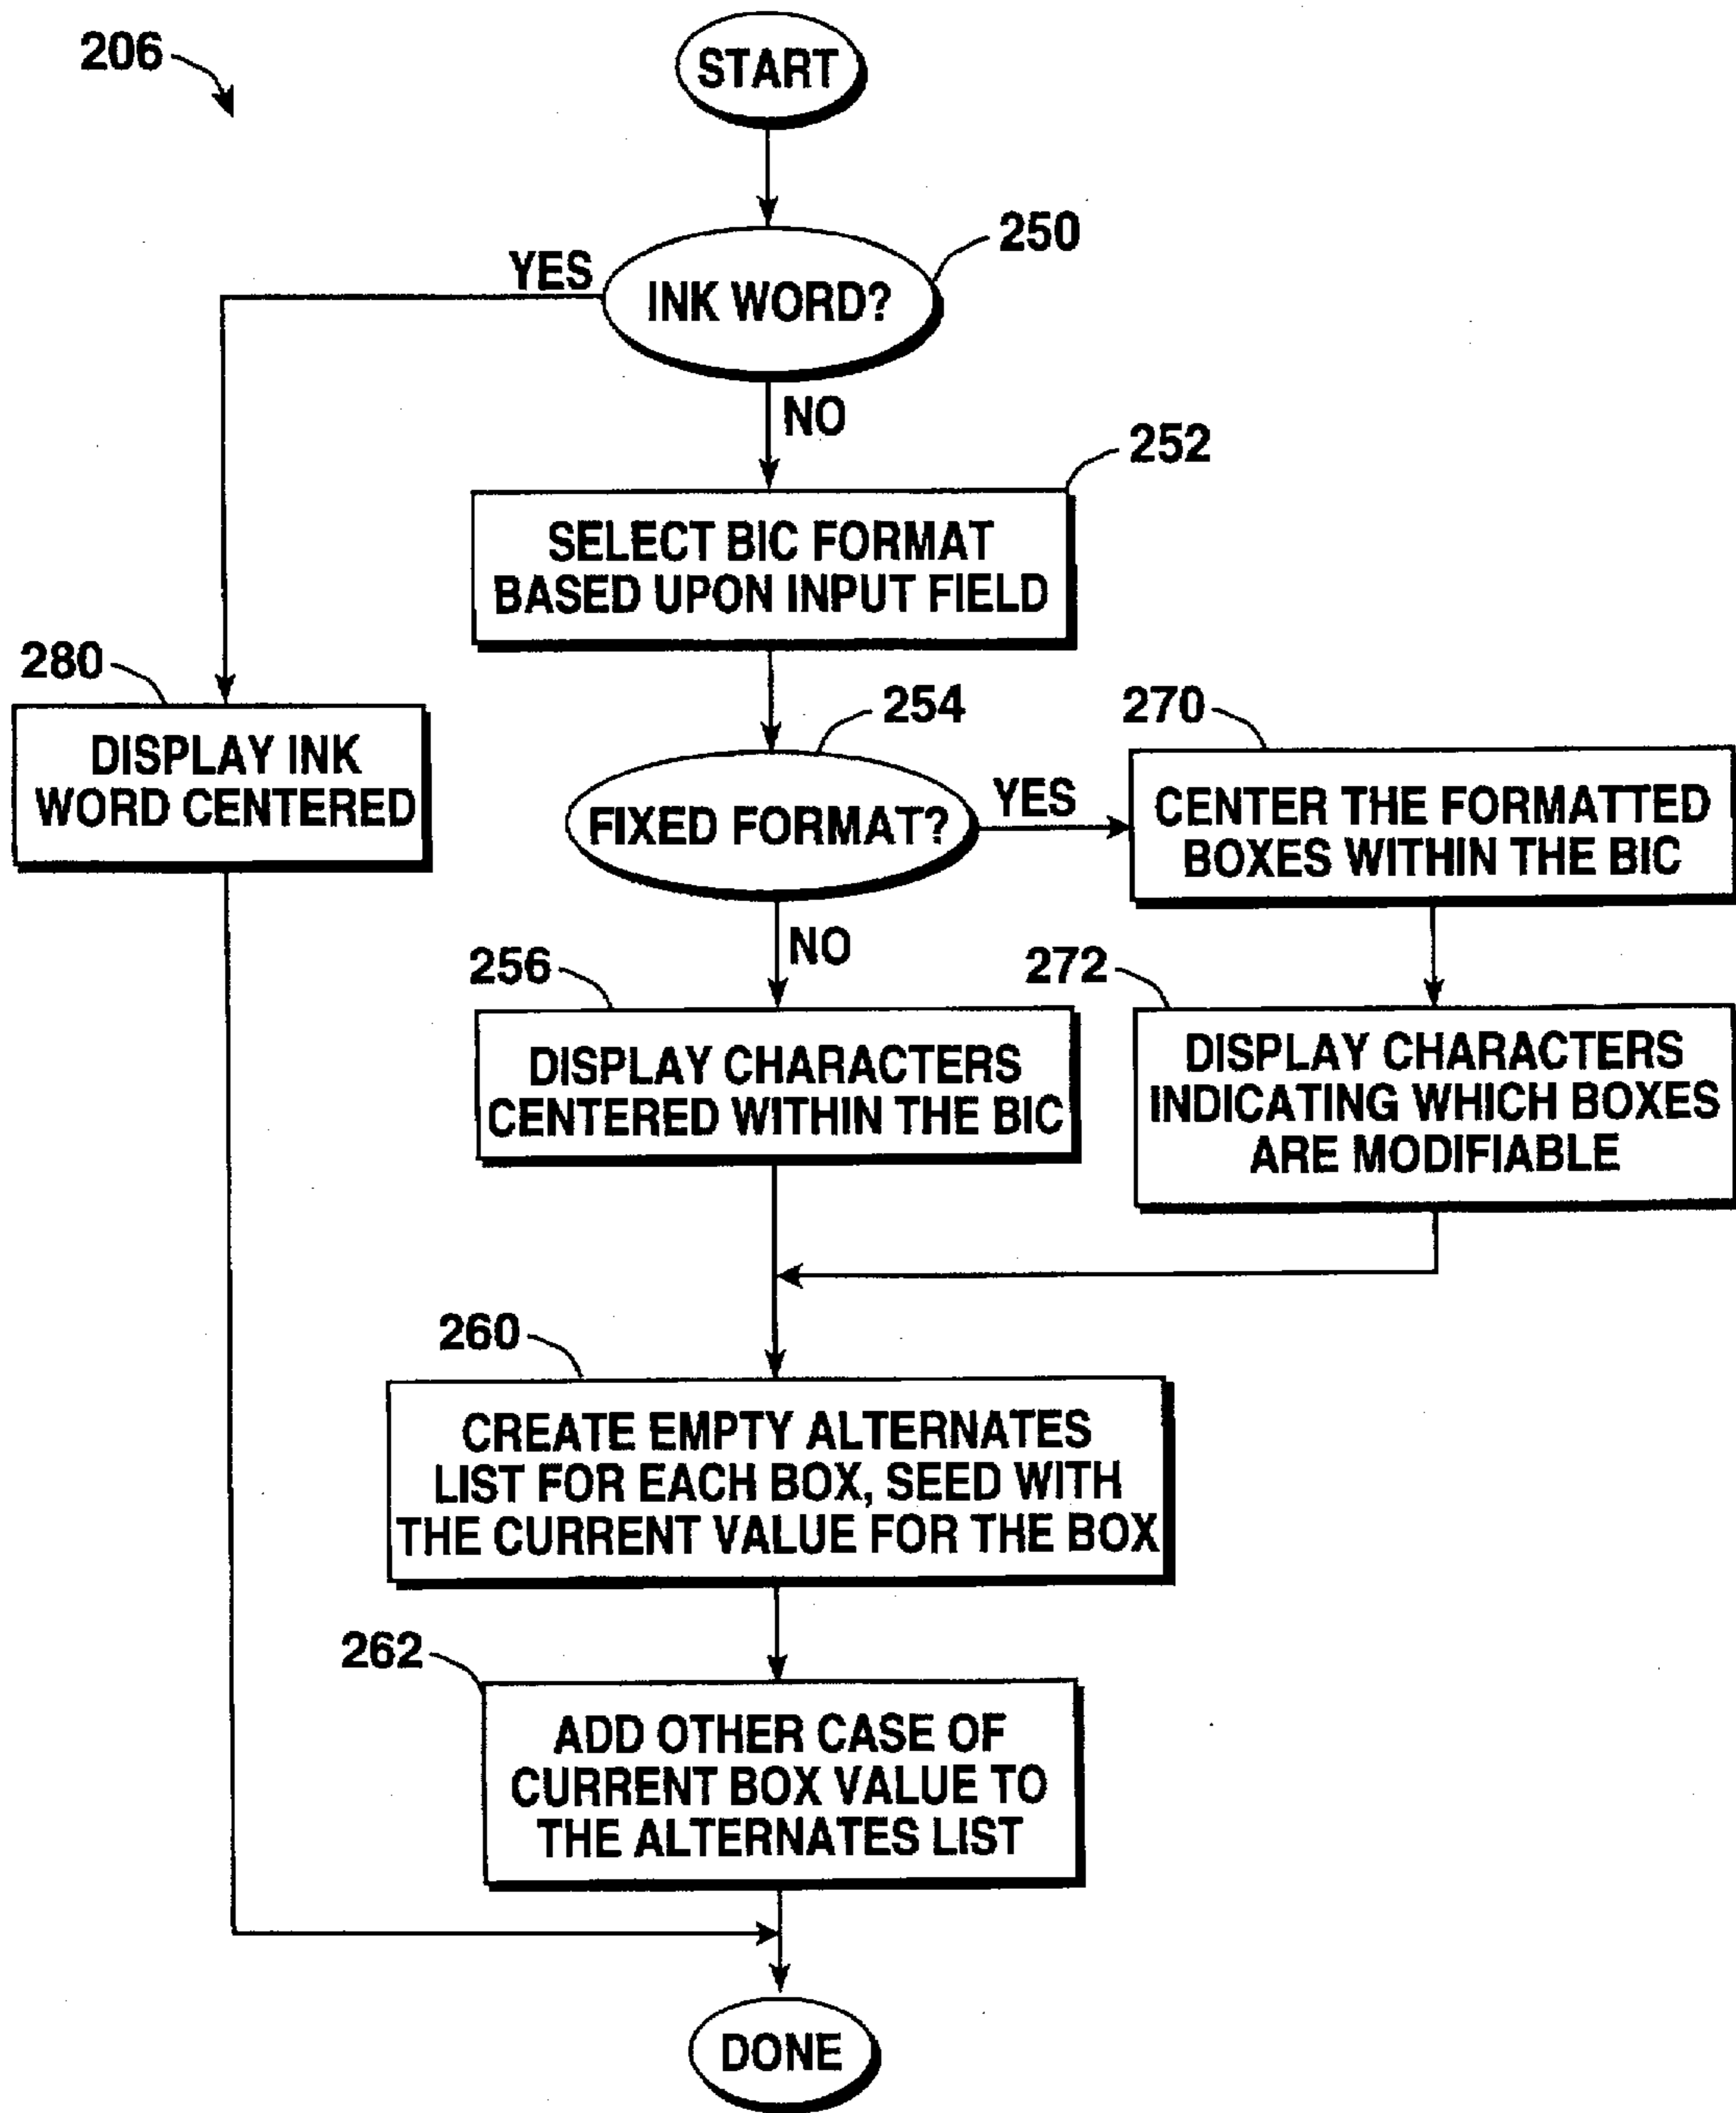 206
START
250
YES
INK WORD?
NO
252
SELECT BIC FORMAT
BASED UPON INPUT FIELD
280
DISPLAY INK
WORD CENTERED
254
FIXED FORMAT?
YES
270
CENTER THE FORMATTED
BOXES WITHIN THE BIC
NO
256
DISPLAY CHARACTERS
CENTERED WITHIN THE BIC
272
DISPLAY CHARACTERS
INDICATING WHICH BOXES
ARE MODIFIABLE
260
CREATE EMPTY ALTERNATES
LIST FOR EACH BOX, SEED WITH
THE CURRENT VALUE FOR THE BOX
262
ADD OTHER CASE OF
CURRENT BOX VALUE TO
THE ALTERNATES LIST
DONE